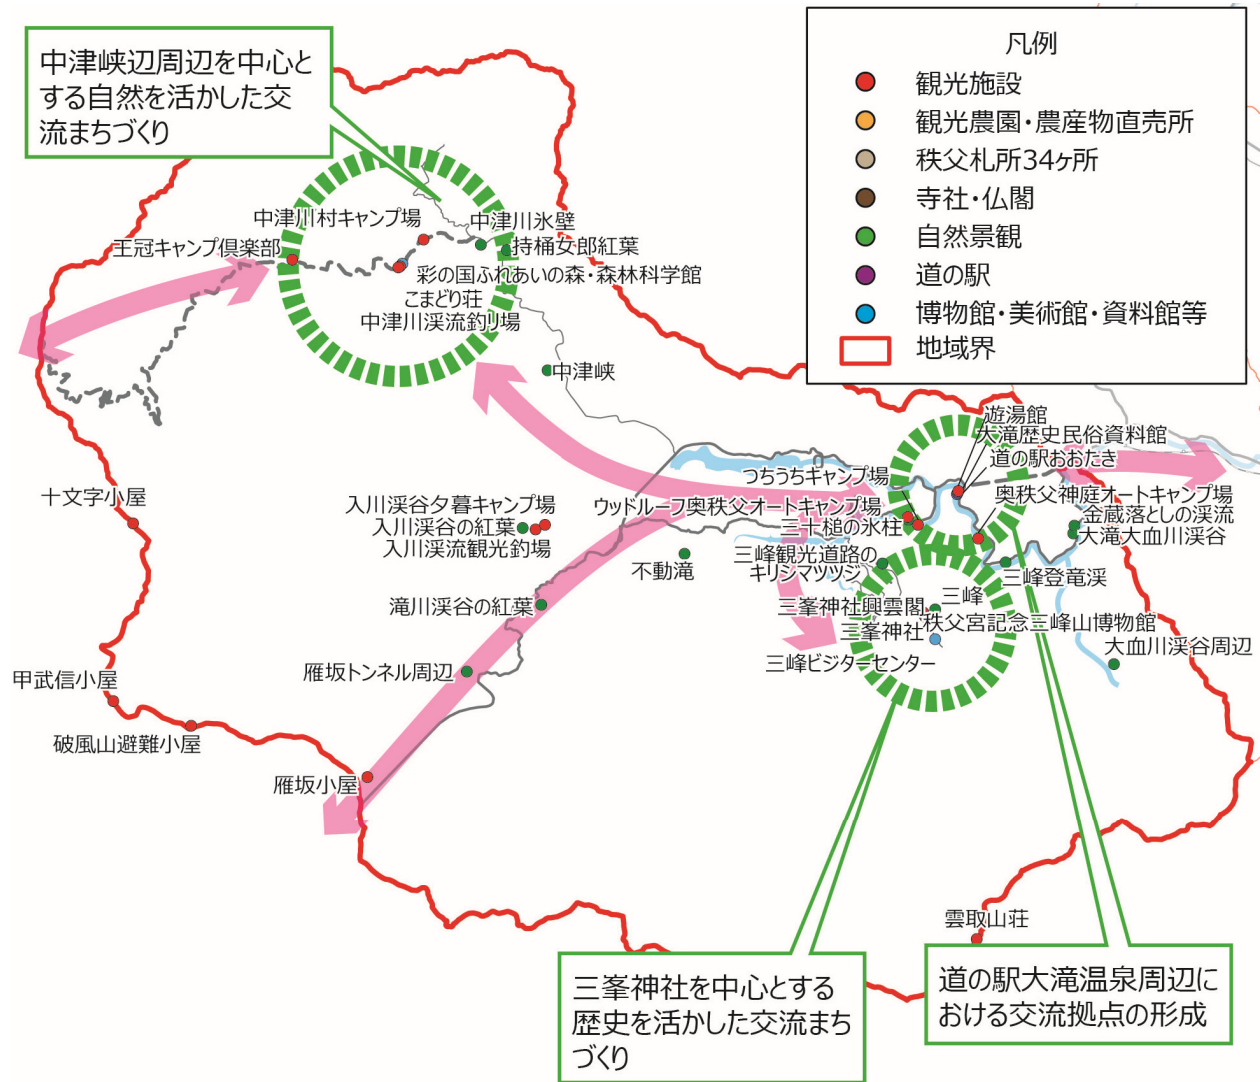 中津峡辺周辺を中心と
する自然を活かした交
流まちづくり
凡例
観光施設
観光農園・農産物直売所
秩父札所34ヶ所
寺社・仏閣
自然景観
道の駅
博物館・美術館・資料館等
地域界
中津川村キャンプ場
中津川氷壁
王冠キャンプ倶楽部
持桶女郎紅葉
彩の国ふれあいの森・森林科学館
こまどり荘
中津川渓流釣り場
中津峡
遊湯館
大滝歴史民俗資料館
道の駅おおたき
つちうちキャンプ場
奥秩父神庭オートキャンプ場
ウッドルーフ奥秩父オートキャンプ場
金蔵落としの渓流
三十槌の氷柱
大滝大血川渓谷
十文字小屋
入川渓谷夕暮キャンプ場
入川渓谷の紅葉
入川渓流観光釣場
不動滝
三峰観光道路の
キリシマツツジ
三峰登竜渓
滝川渓谷の紅葉
三峰
三峯神社興雲閣
秩父宮記念三峰山博物館
三峯神社
大血川渓谷周辺
三峰ビジターセンター
雁坂トンネル周辺
甲武信小屋
破風山避難小屋
雁坂小屋
雲取山荘
三峯神社を中心とする
歴史を活かした交流まち
づくり
道の駅大滝温泉周辺に
おける交流拠点の形成